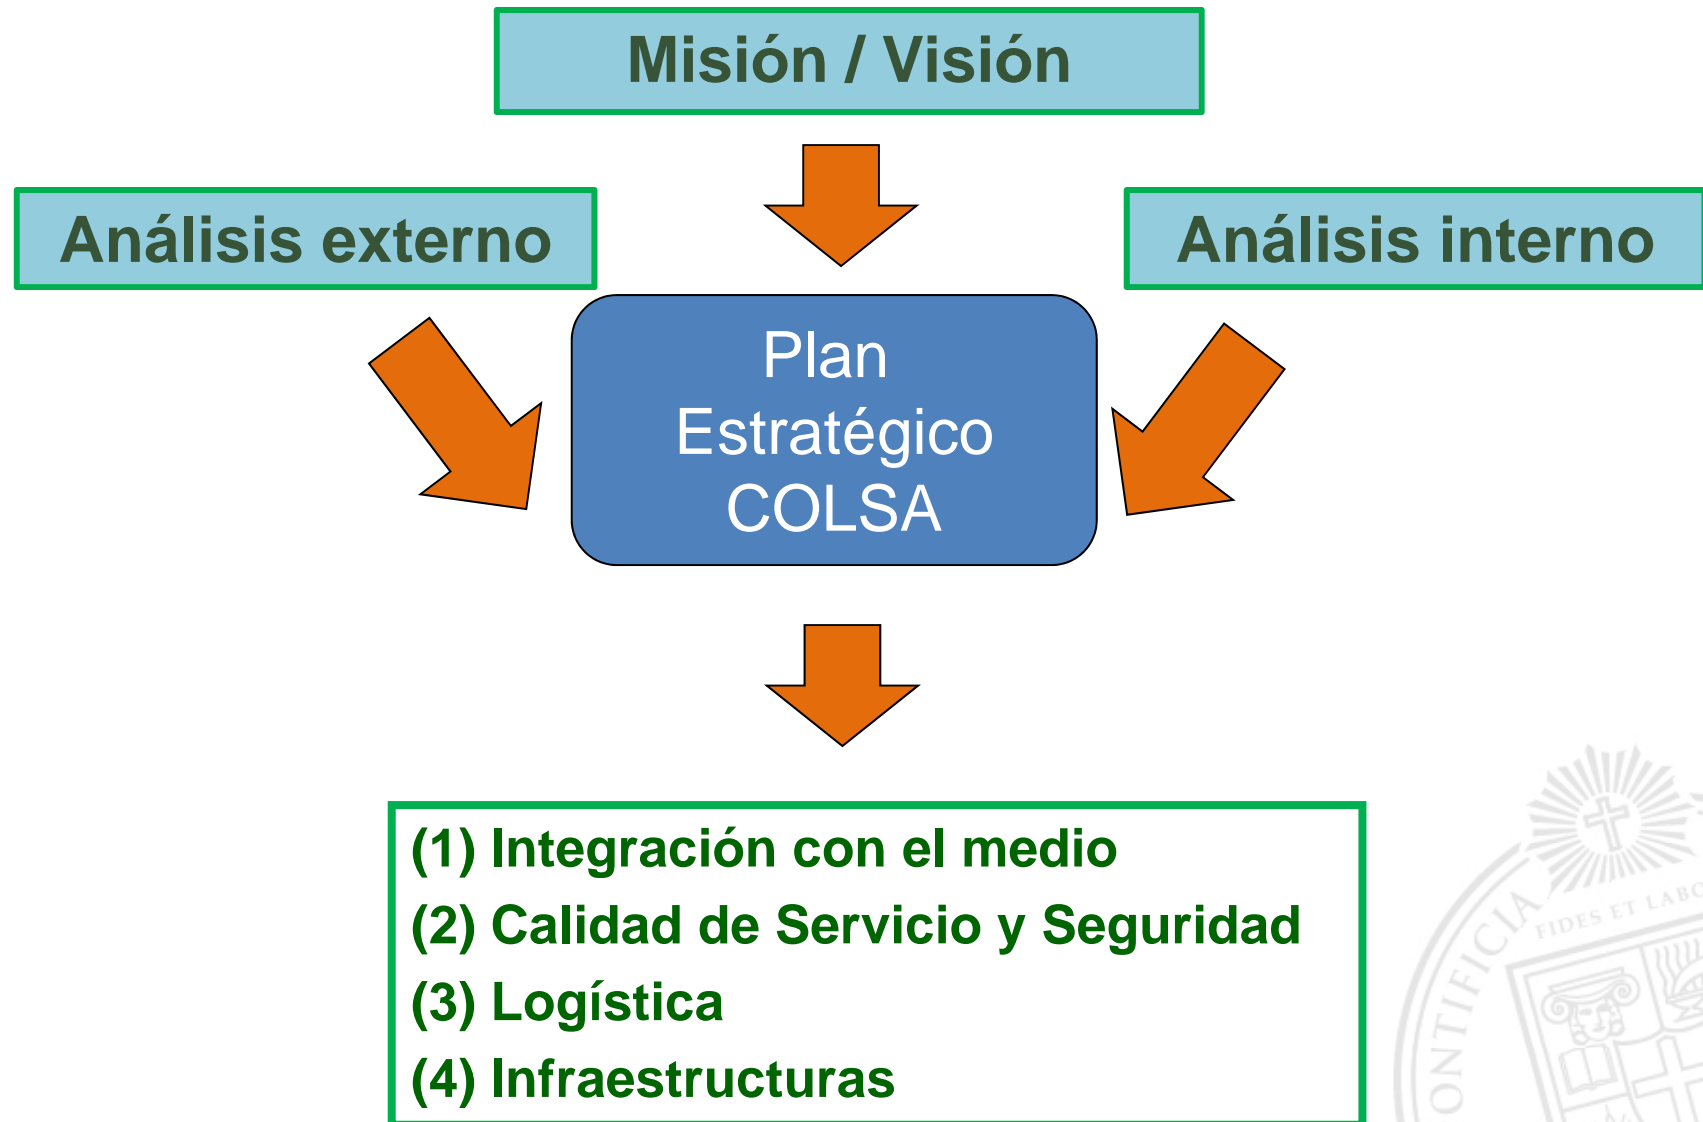 Misión / Visión
Análisis externo
Análisis interno
Plan
Estratégico
COLSA
(1) Integración con el medio
(2) Calidad de Servicio y Seguridad
(3) Logística
(4) Infraestructuras
FIDES ET LABO
ONTIFICIA